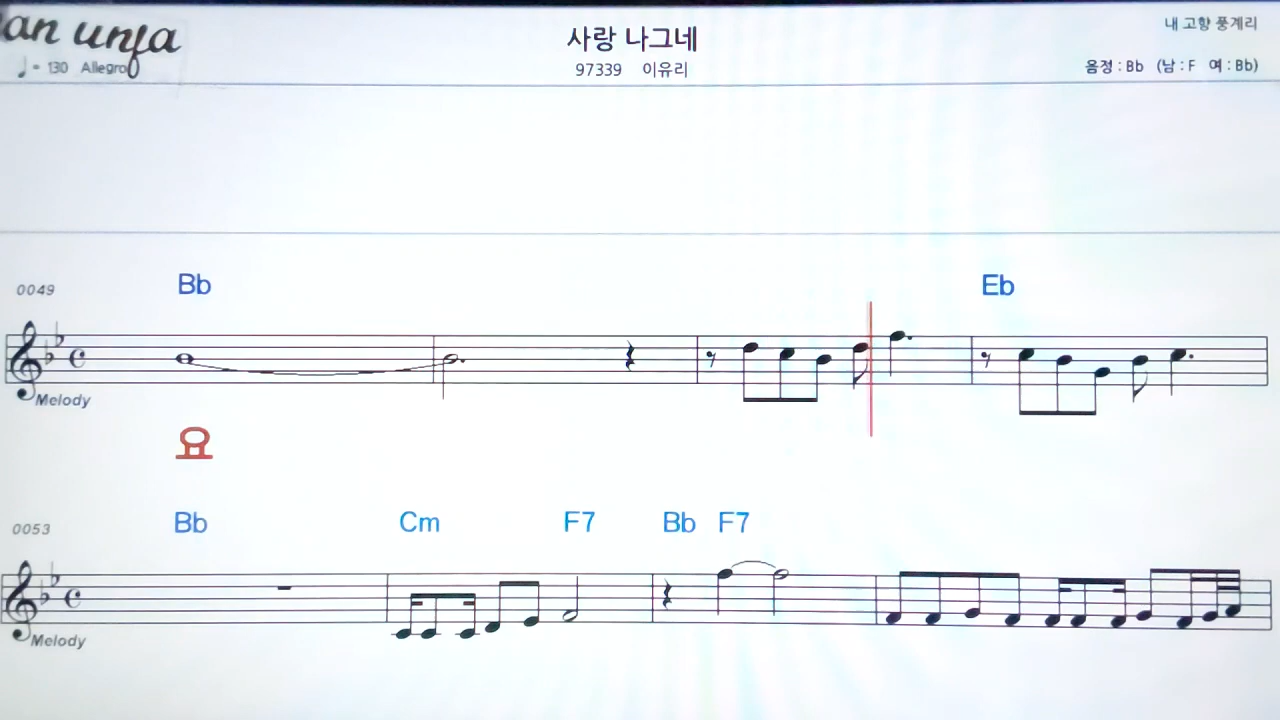 an unfa
사랑 나그네
내 고향 풍계리
♩ = 130 Allegro
97339 이유리
음정 : Bb (남 : F 여 : Bb)
0049
Bb
Eb
Melody
요
0053
Bb Cm F7 Bb F7
Melody